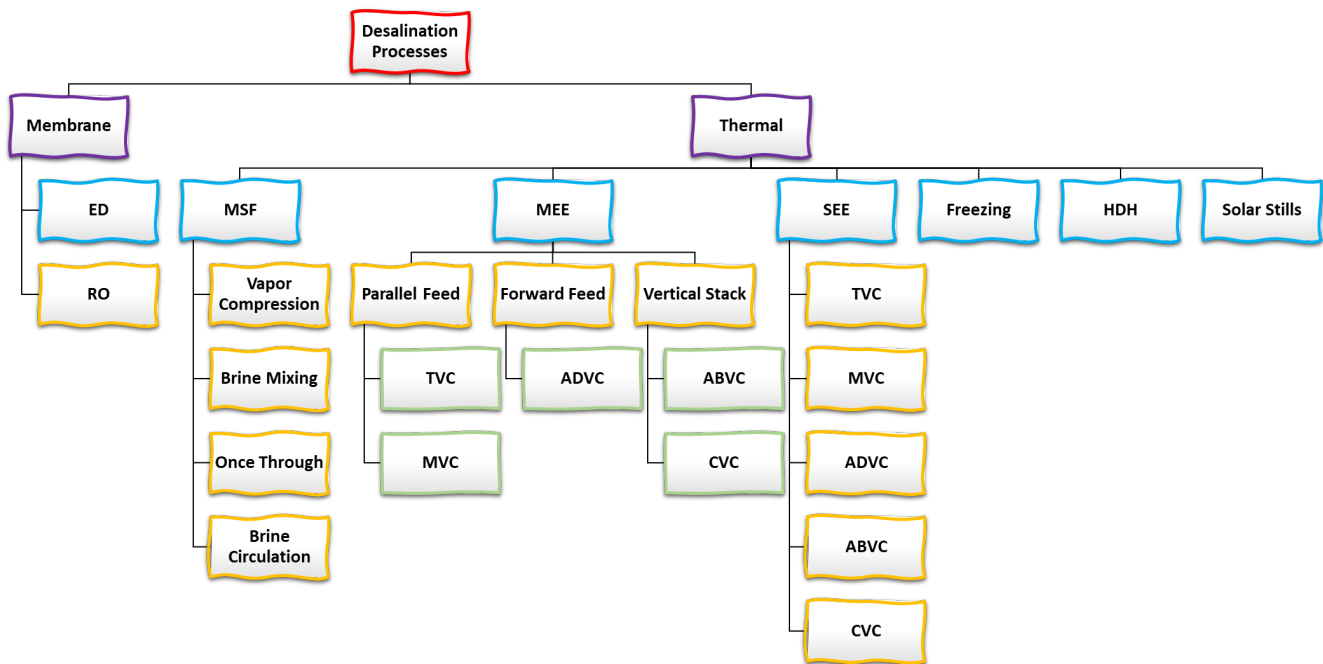 Desalination
Processes
Membrane
Thermal
ED
MSF
MEE
SEE
Freezing
HDH
Solar Stills
RO
Vapor
Compression
Parallel Feed
Forward Feed
Vertical Stack
TVC
Brine Mixing
TVC
ADVC
ABVC
MVC
Once Through
MVC
CVC
ADVC
Brine
Circulation
ABVC
CVC